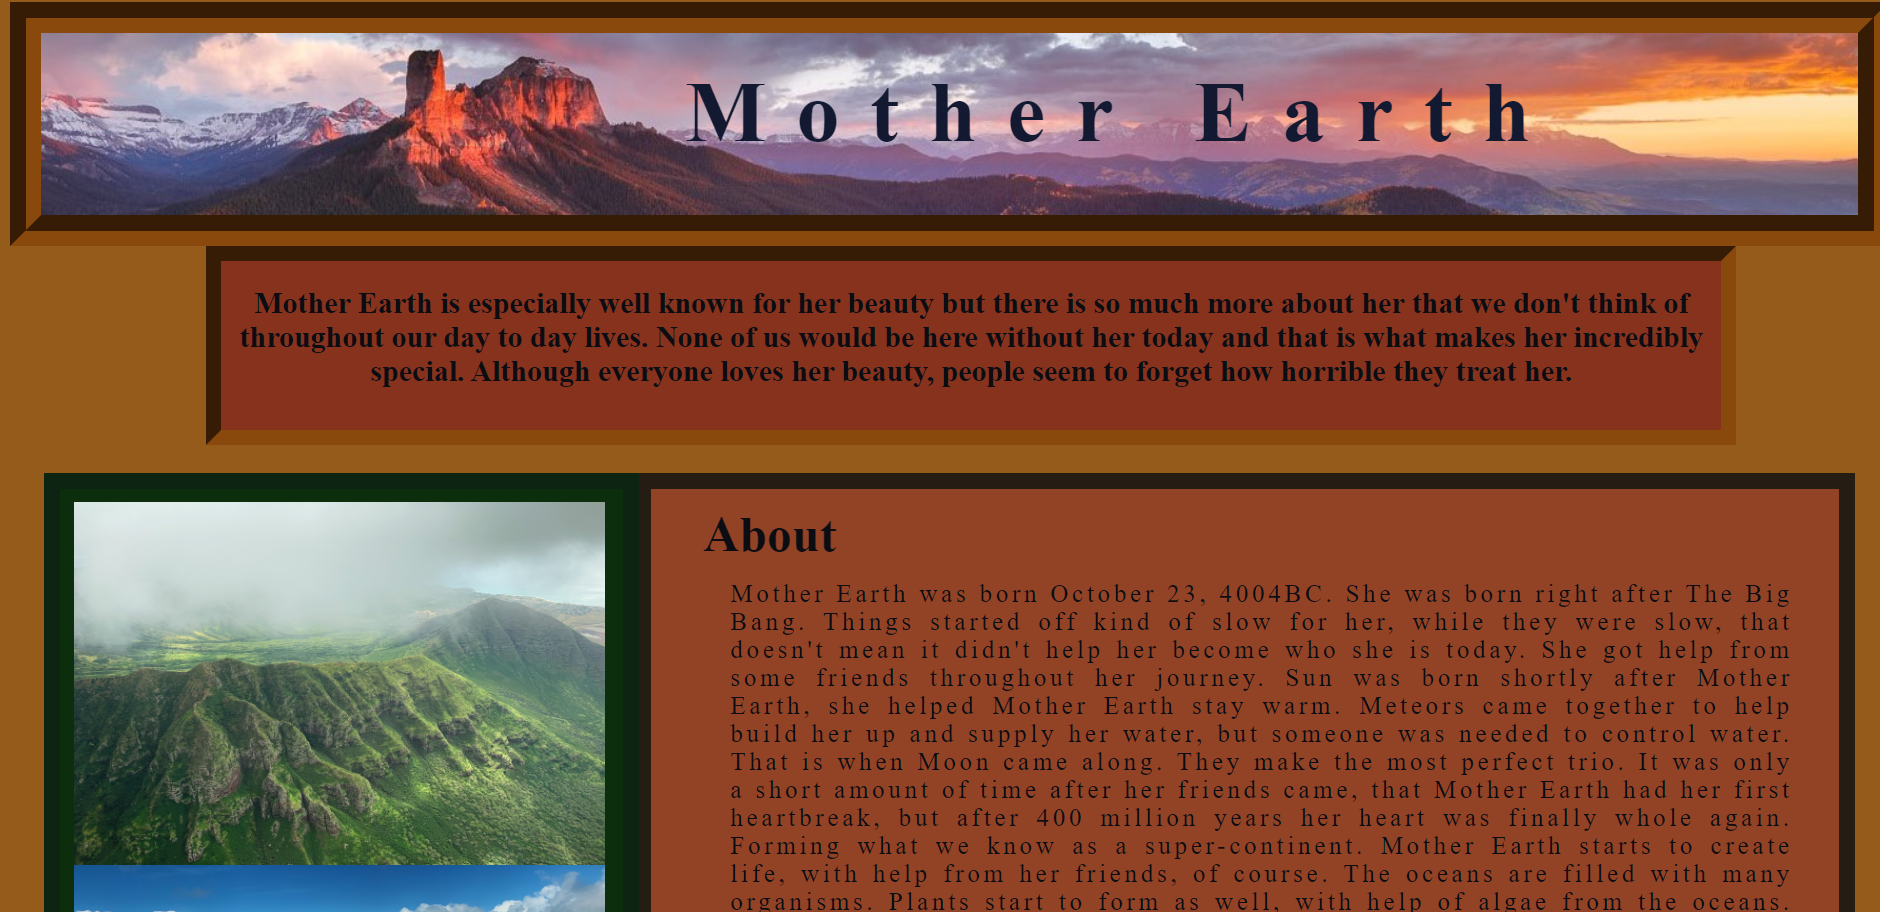 Mother Earth
Mother Earth is especially well known for her beauty but there is so much more about her that we don't think of
throughout our day to day lives. None of us would be here without her today and that is what makes her incredibly
special. Although everyone loves her beauty, people seem to forget how horrible they treat her.
About
Mother Earth was born October 23, 4004BC. She was born right after The Big
Bang. Things started off kind of slow for her, while they were slow, that
doesn't mean it didn't help her become who she is today. She got help from
some friends throughout her journey. Sun was born shortly after Mother
Earth, she helped Mother Earth stay warm. Meteors came together to help
build her up and supply her water, but someone was needed to control water.
That is when Moon came along. They make the most perfect trio. It was only
a short amount of time after her friends came, that Mother Earth had her first
heartbreak, but after 400 million years her heart was finally whole again.
Forming what we know as a super-continent. Mother Earth starts to create
life, with help from her friends, of course. The oceans are filled with many
organisms. Plants start to form as well, with help of algae from the oceans.